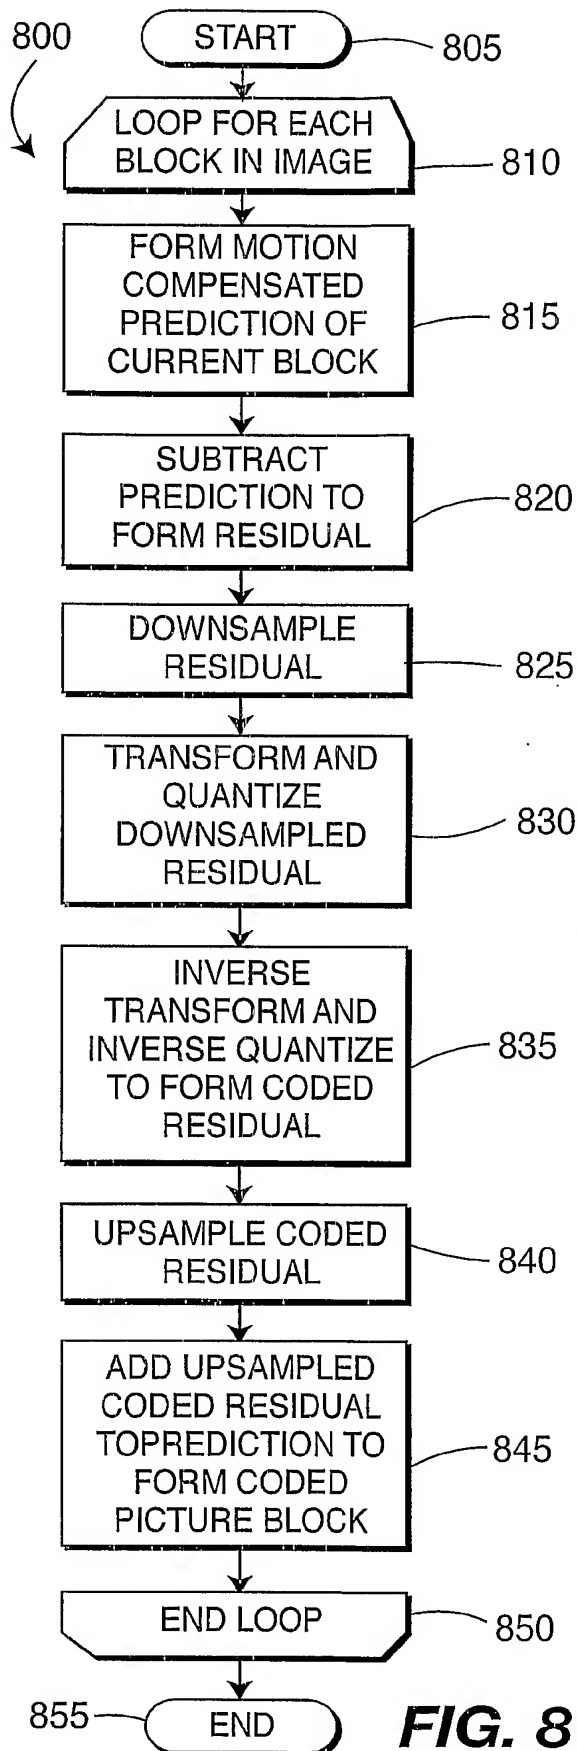 800
START
805
LOOP FOR EACH
BLOCK IN IMAGE
810
FORM MOTION
COMPENSATED
PREDICTION OF
CURRENT BLOCK
815
SUBTRACT
PREDICTION TO
FORM RESIDUAL
820
DOWNSAMPLE
RESIDUAL
825
TRANSFORM AND
QUANTIZE
DOWNSAMPLED
RESIDUAL
830
INVERSE
TRANSFORM AND
INVERSE QUANTIZE
TO FORM CODED
RESIDUAL
835
UPSAMPLE CODED
RESIDUAL
840
ADD UPSAMPLED
CODED RESIDUAL
TOPREDICTION TO
FORM CODED
PICTURE BLOCK
845
END LOOP
850
855
END
FIG. 8